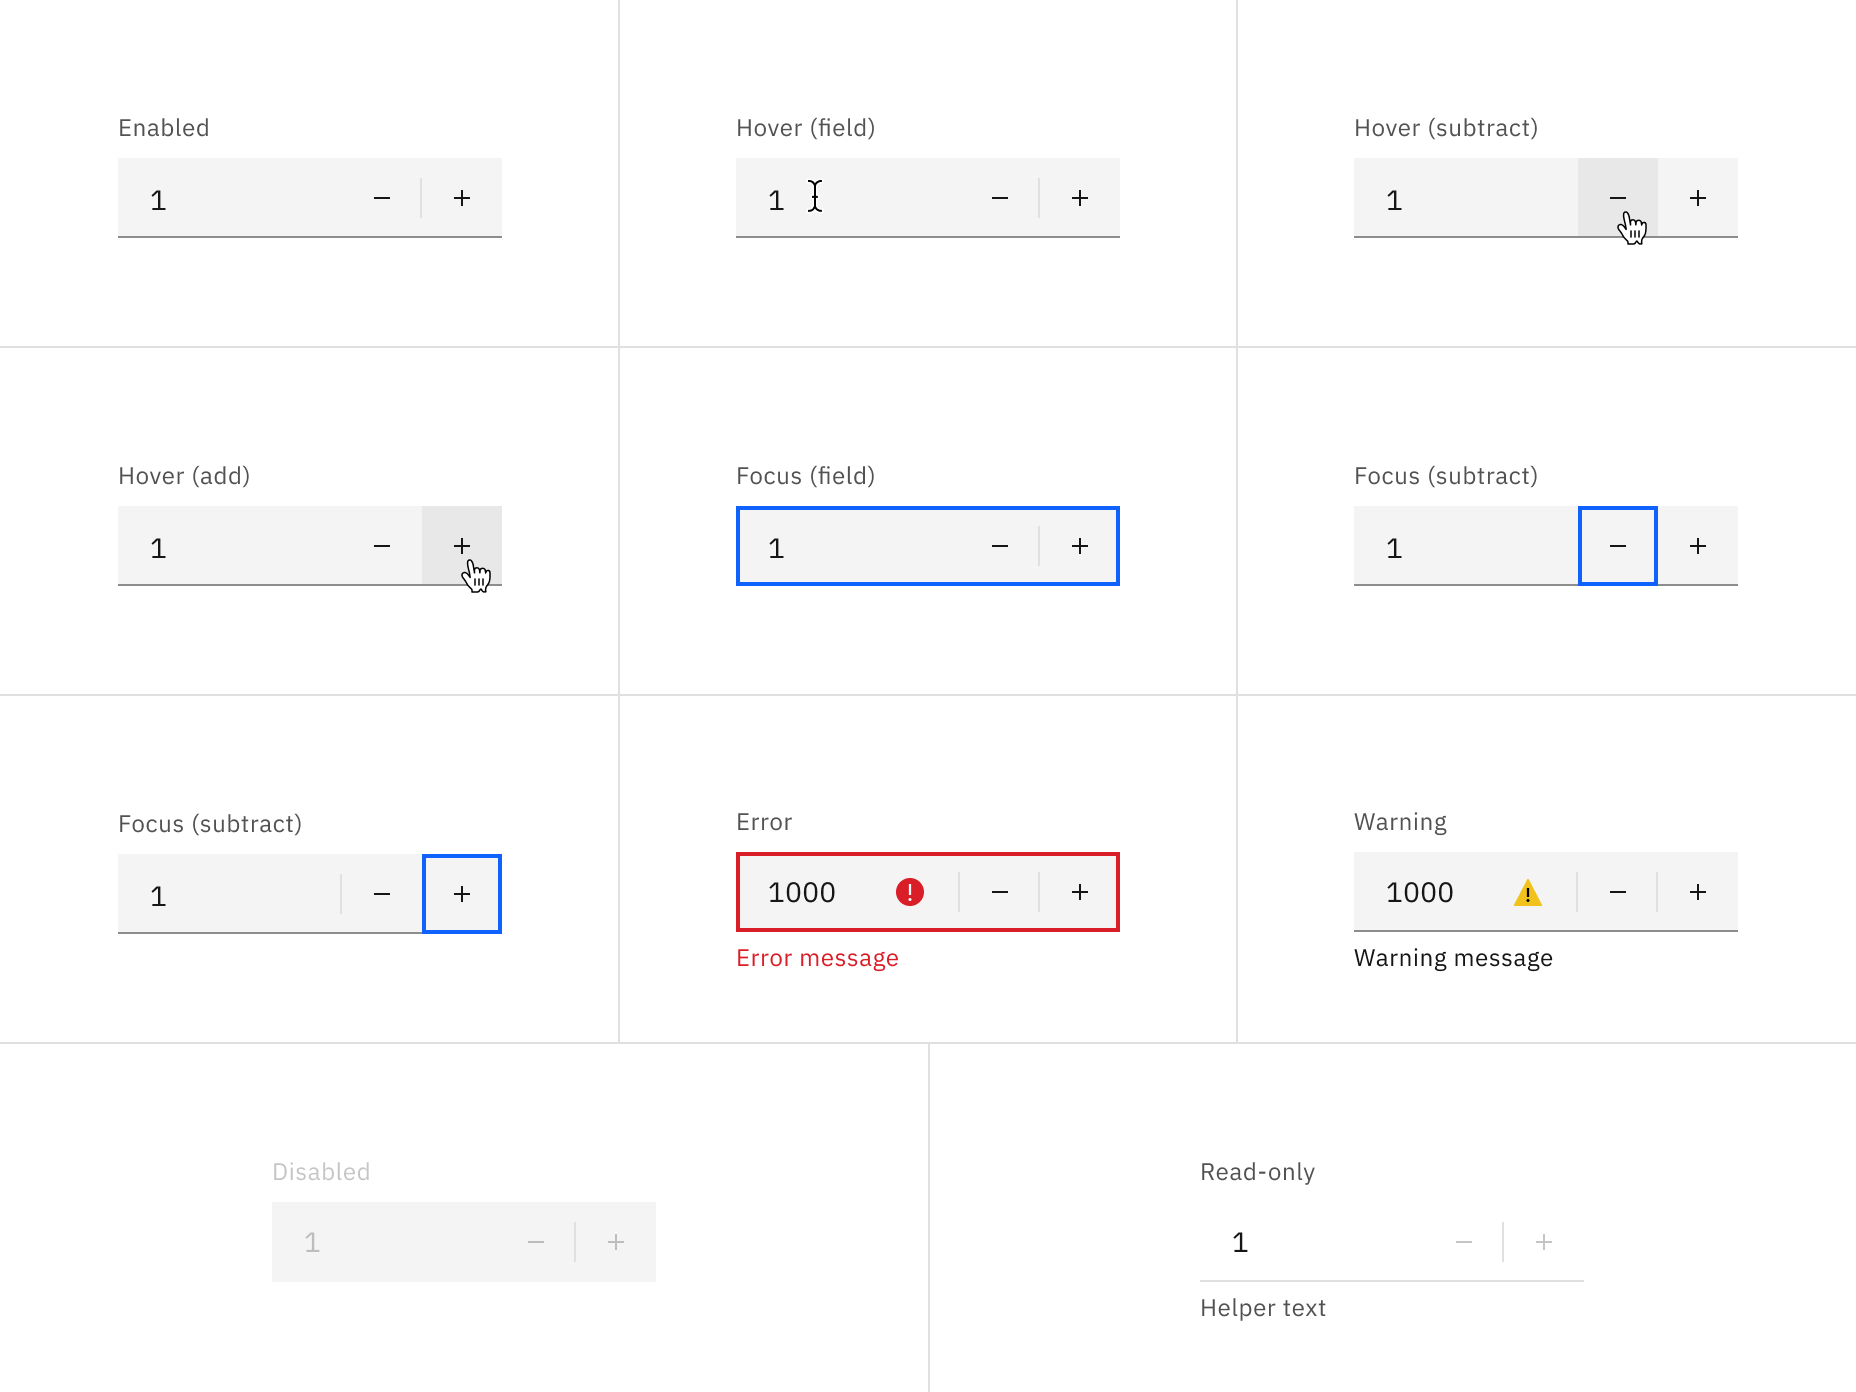 Enabled
1 − +
Hover (field)
1 − +
Hover (subtract)
1 − +
Hover (add)
1 − +
Focus (field)
1 − +
Focus (subtract)
1 − +
Focus (subtract)
1 − +
Error
1000 ! − +
Error message
Warning
1000 ! − +
Warning message
Disabled
1 − +
Read-only
1 − +
Helper text